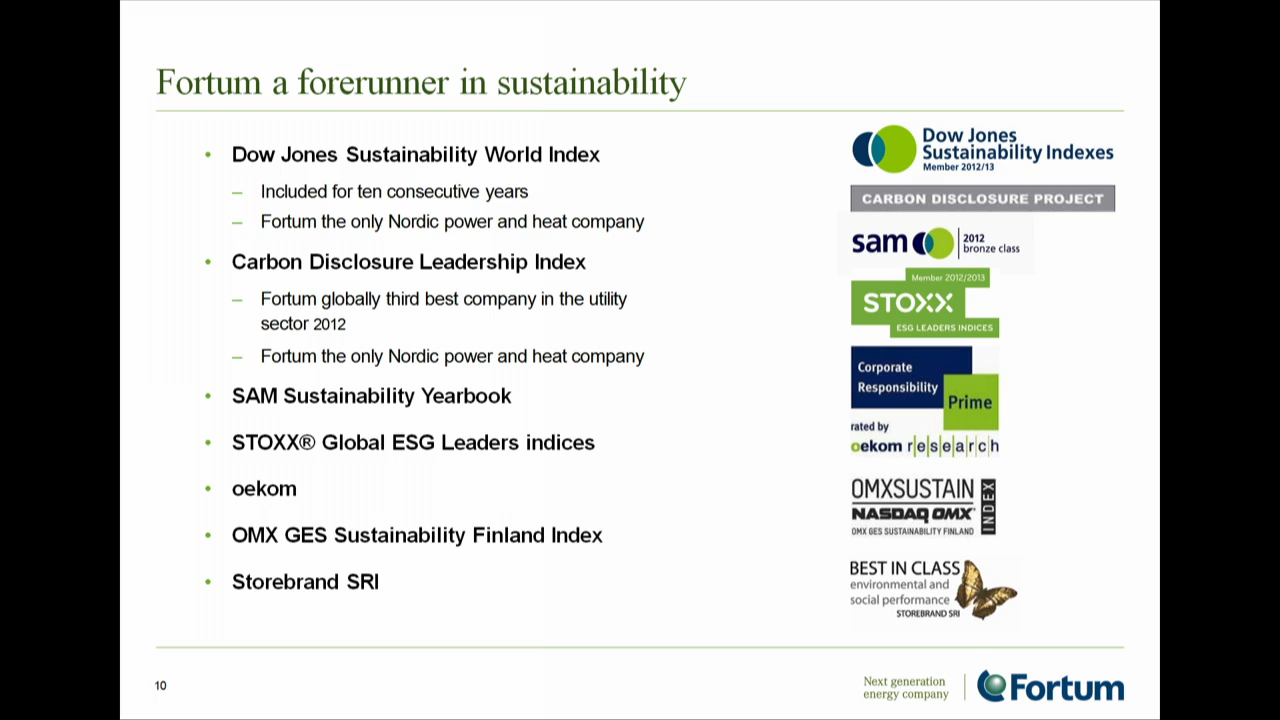 Fortum a forerunner in sustainability
• Dow Jones Sustainability World Index
– Included for ten consecutive years
– Fortum the only Nordic power and heat company
• Carbon Disclosure Leadership Index
– Fortum globally third best company in the utility
sector 2012
– Fortum the only Nordic power and heat company
• SAM Sustainability Yearbook
• STOXX® Global ESG Leaders indices
• oekom
• OMX GES Sustainability Finland Index
• Storebrand SRI
Dow Jones
Sustainability Indexes
Member 2012/13
CARBON DISCLOSURE PROJECT
sam
2012
bronze class
Member 2012/2013
STOXX
ESG LEADERS INDICES
Corporate
Responsibility
Prime
rated by
oekom r|e|s|e|a|r|c|h
OMXSUSTAIN
NASDAQ OMX
INDEX
OMX GES SUSTAINABILITY FINLAND
BEST IN CLASS
environmental and
social performance
STOREBRAND SRI
10
Next generation
energy company
Fortum